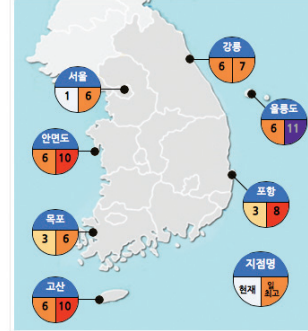 강릉
6 7
서울
1 6
울릉도
6 11
안면도
6 10
포항
3 8
목포
3 6
지점명
현재 일
최고
고산
6 10